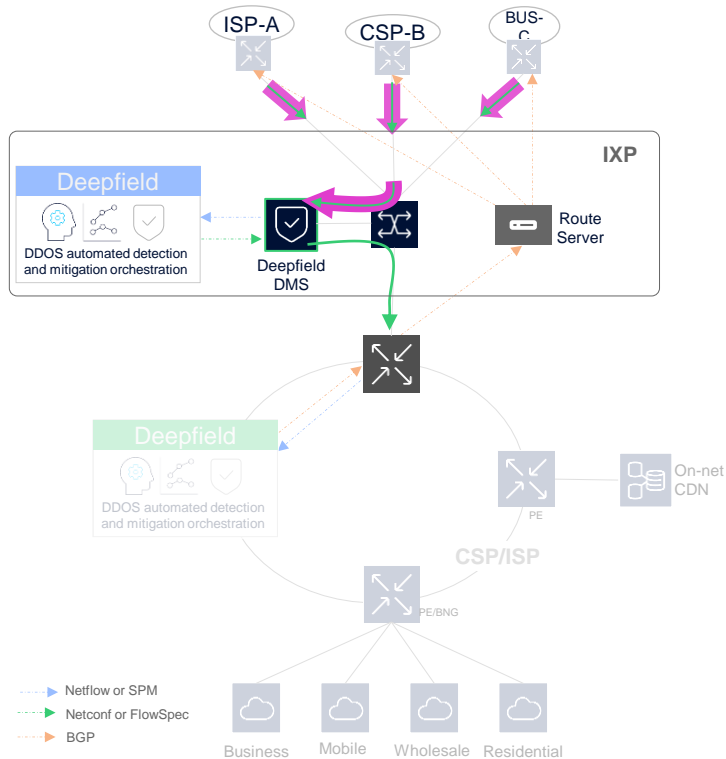 ISP-A
CSP-B
BUS-
C
IXP
Deepfield
DDOS automated detection
and mitigation orchestration
Deepfield
DMS
Route
Server
Deepfield
DDOS automated detection
and mitigation orchestration
PE
On-net
CDN
CSP/ISP
PE/BNG
Netflow or SPM
Netconf or FlowSpec
BGP
Business
Mobile
Wholesale
Residential